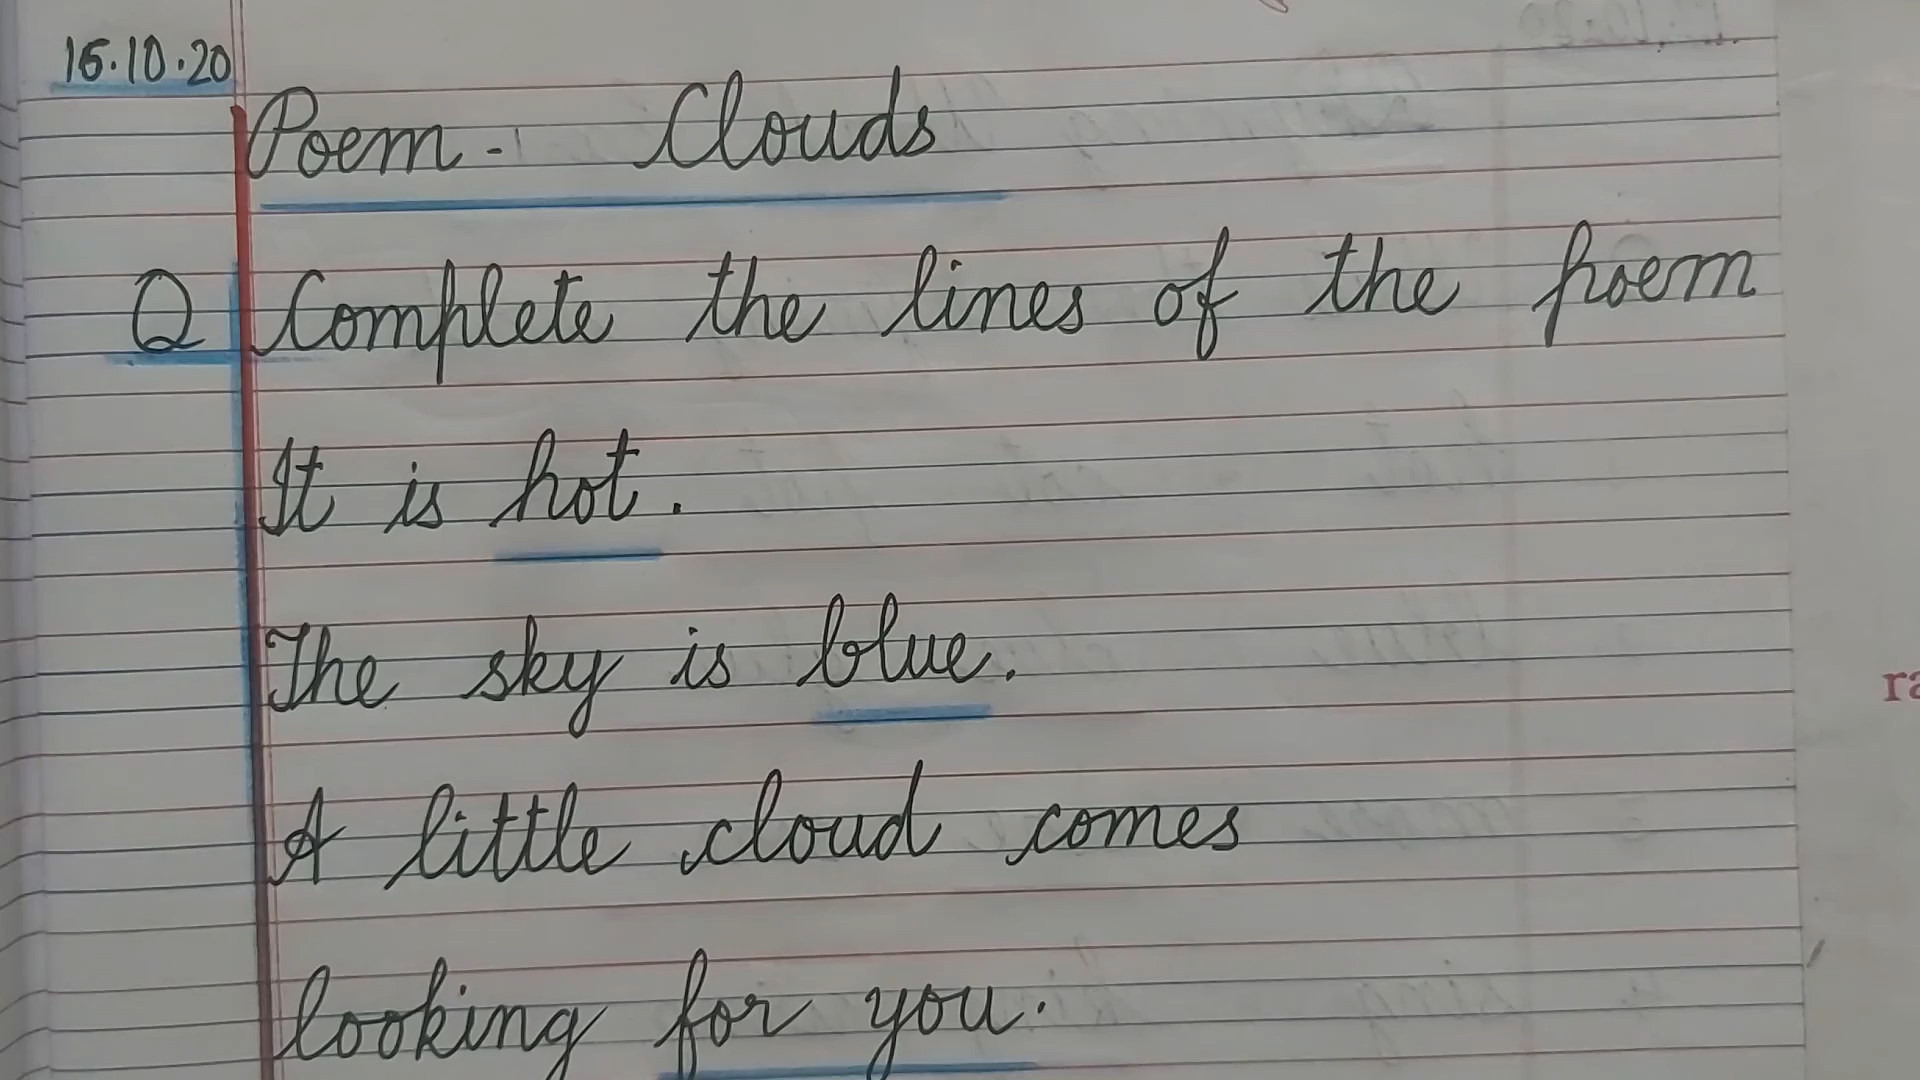 15.10.20
Poem - Clouds
Q Complete the lines of the poem
It is hot.
The sky is blue.
A little cloud comes
looking for you.